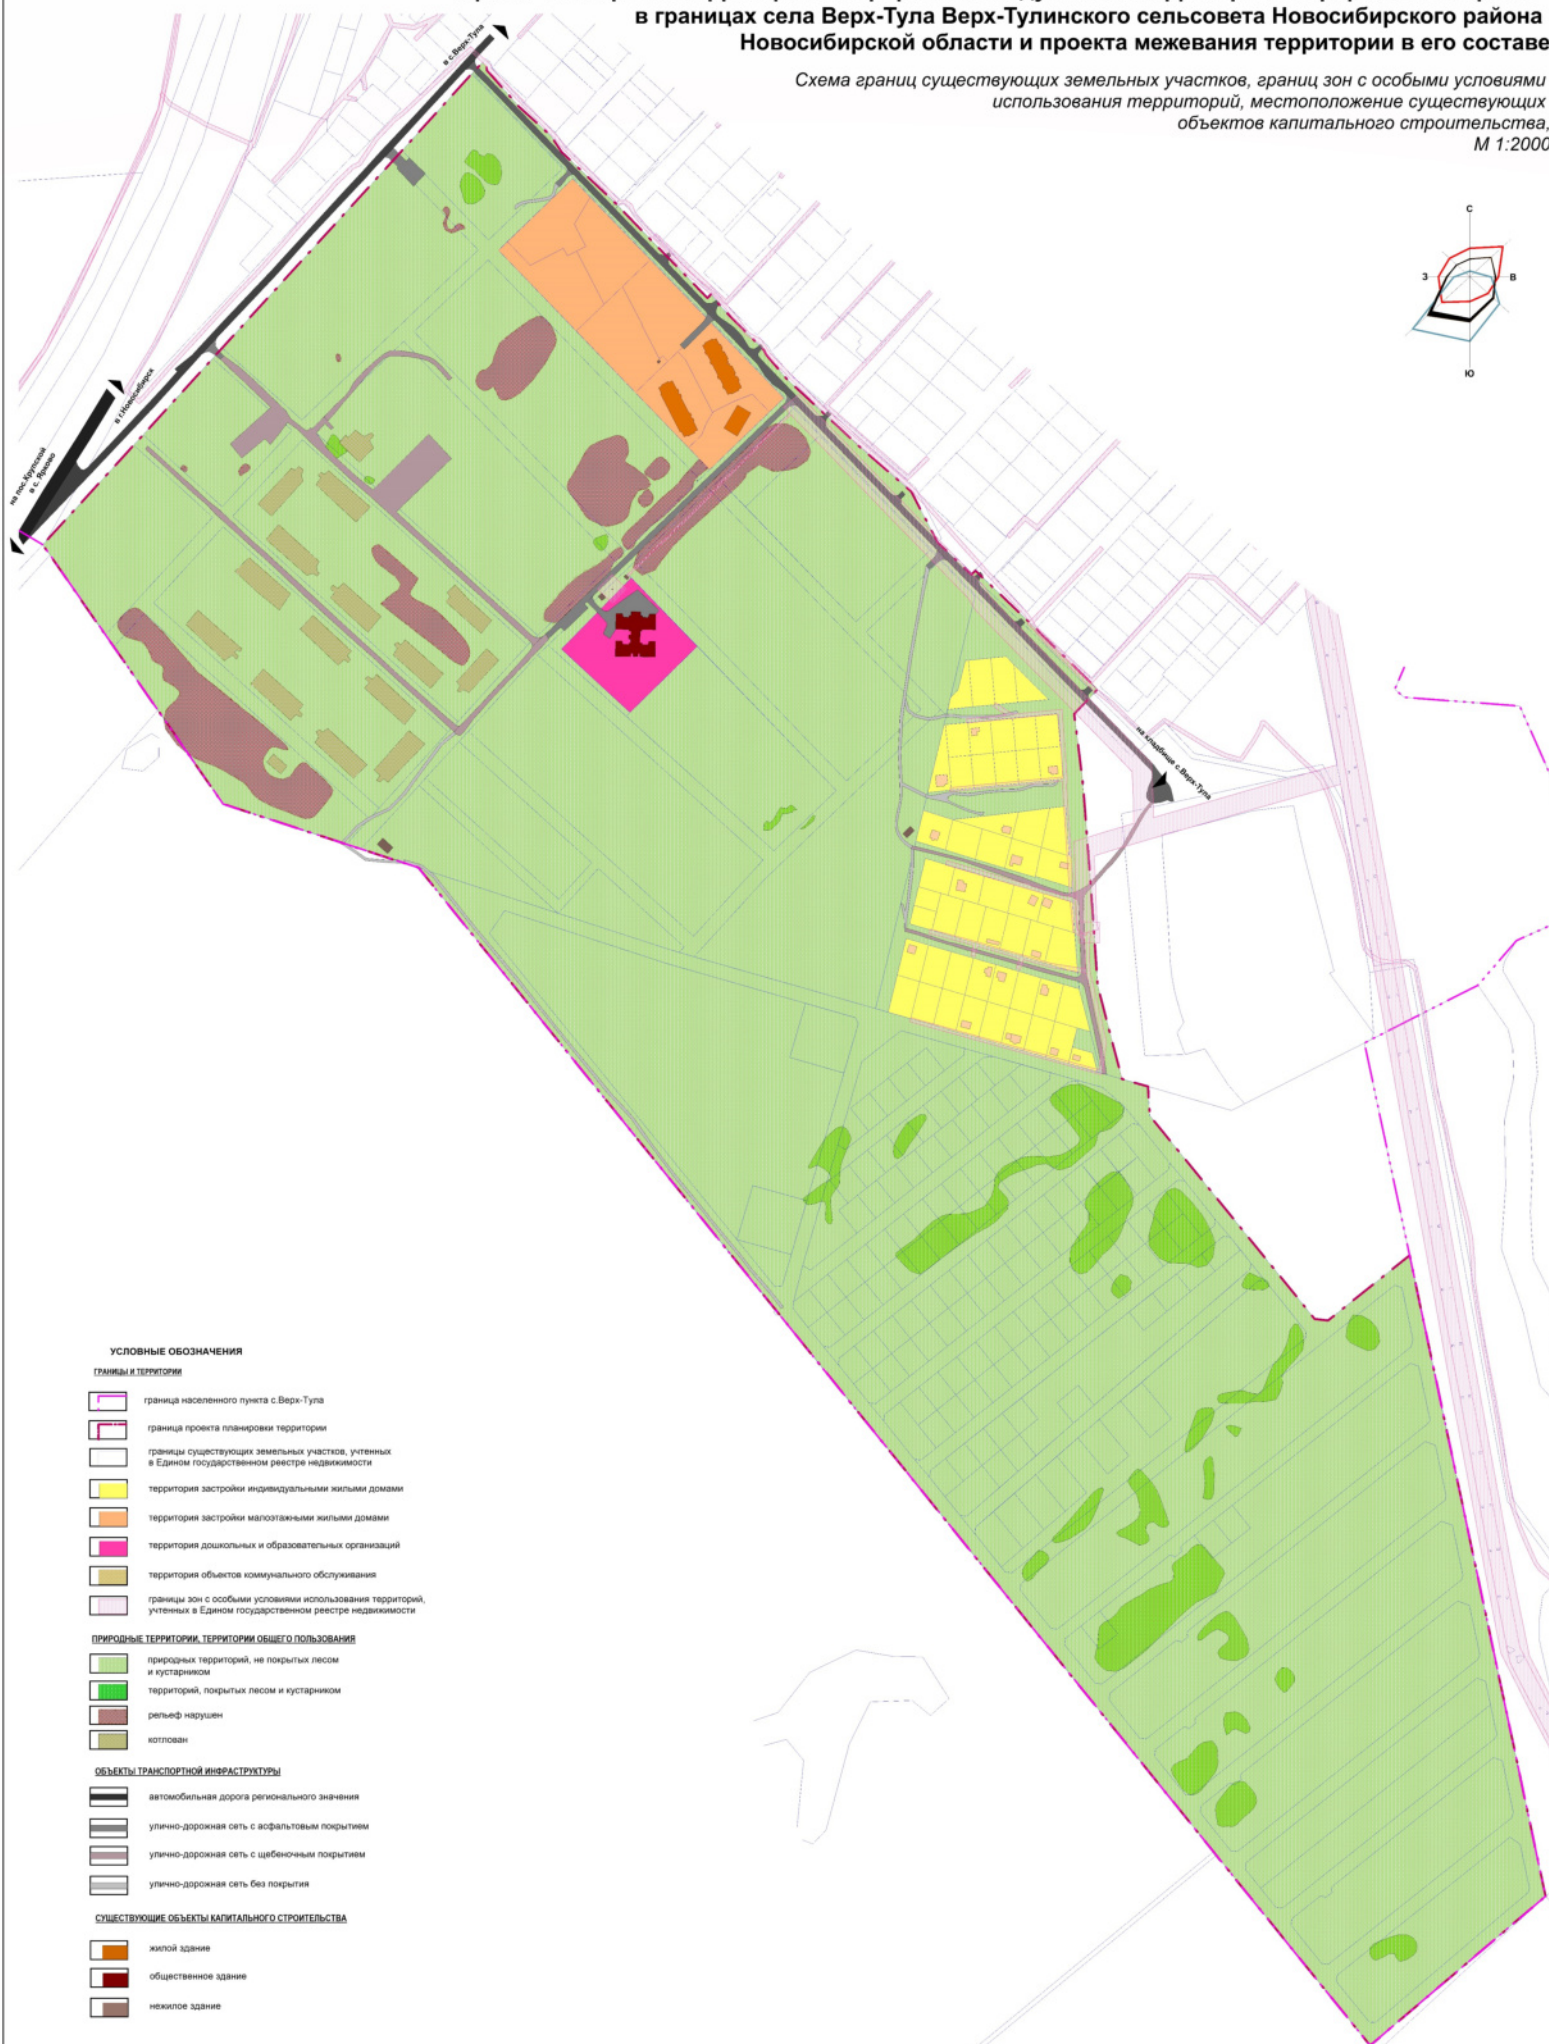 в границах села Верх-Тула Верх-Тулинского сельсовета Новосибирского района
Новосибирской области и проекта межевания территории в его составе
Схема границ существующих земельных участков, границ зон с особыми условиями
использования территорий, местоположение существующих
объектов капитального строительства,
М 1:2000
в с.Верх-Тула
С
З
В
Ю
в г.Новосибирск
на пос.Крупской
в с. Ярково
на кладбище с.Верх-Тула
УСЛОВНЫЕ ОБОЗНАЧЕНИЯ
ГРАНИЦЫ И ТЕРРИТОРИИ
граница населенного пункта с.Верх-Тула
граница проекта планировки территории
границы существующих земельных участков, учтенных
в Едином государственном реестре недвижимости
территория застройки индивидуальными жилыми домами
территория застройки малоэтажными жилыми домами
территория дошкольных и образовательных организаций
территория объектов коммунального обслуживания
границы зон с особыми условиями использования территорий,
учтенных в Едином государственном реестре недвижимости
ПРИРОДНЫЕ ТЕРРИТОРИИ, ТЕРРИТОРИИ ОБЩЕГО ПОЛЬЗОВАНИЯ
природных территорий, не покрытых лесом
и кустарником
территорий, покрытых лесом и кустарником
рельеф нарушен
котлован
ОБЪЕКТЫ ТРАНСПОРТНОЙ ИНФРАСТРУКТУРЫ
автомобильная дорога регионального значения
улично-дорожная сеть с асфальтовым покрытием
улично-дорожная сеть с щебеночным покрытием
улично-дорожная сеть без покрытия
СУЩЕСТВУЮЩИЕ ОБЪЕКТЫ КАПИТАЛЬНОГО СТРОИТЕЛЬСТВА
жилой здание
общественное здание
нежилое здание